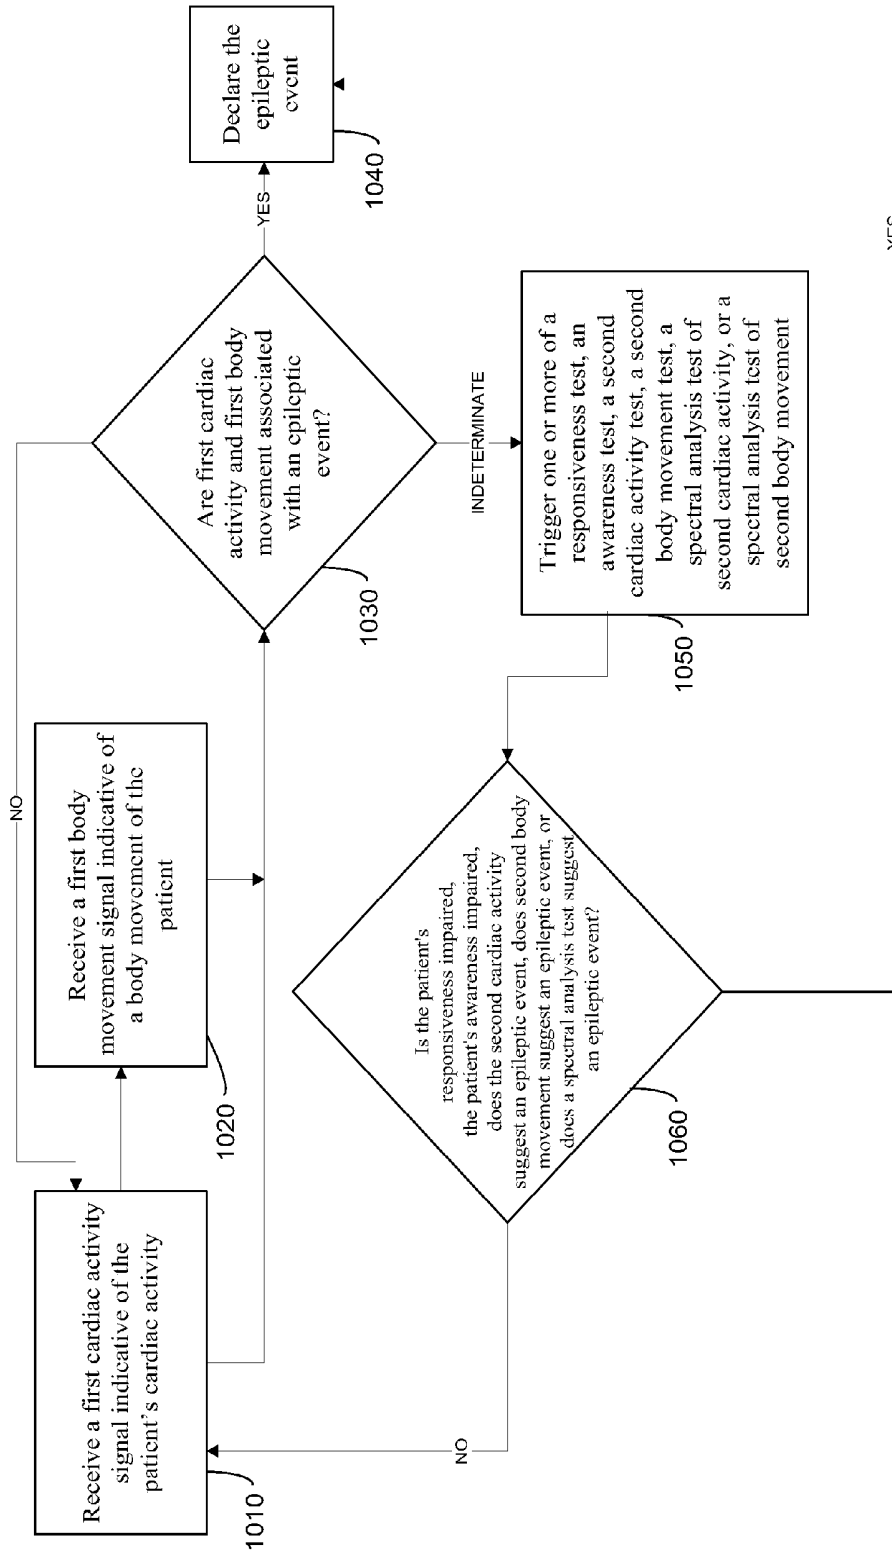 Receive a first cardiac activity
signal indicative of the
patient's cardiac activity
1010
Receive a first body
movement signal indicative of
a body movement of the
patient
1020
NO
Are first cardiac
activity and first body
movement associated
with an epileptic
event?
1030
YES
Declare the
epileptic
event
1040
INDETERMINATE
Trigger one or more of a
responsiveness test, an
awareness test, a second
cardiac activity test, a second
body movement test, a
spectral analysis test of
second cardiac activity, or a
spectral analysis test of
second body movement
1050
Is the patient's
responsiveness impaired,
the patient's awareness impaired,
does the second cardiac activity
suggest an epileptic event, does second body
movement suggest an epileptic event, or
does a spectral analysis test suggest
an epileptic event?
1060
NO
YES